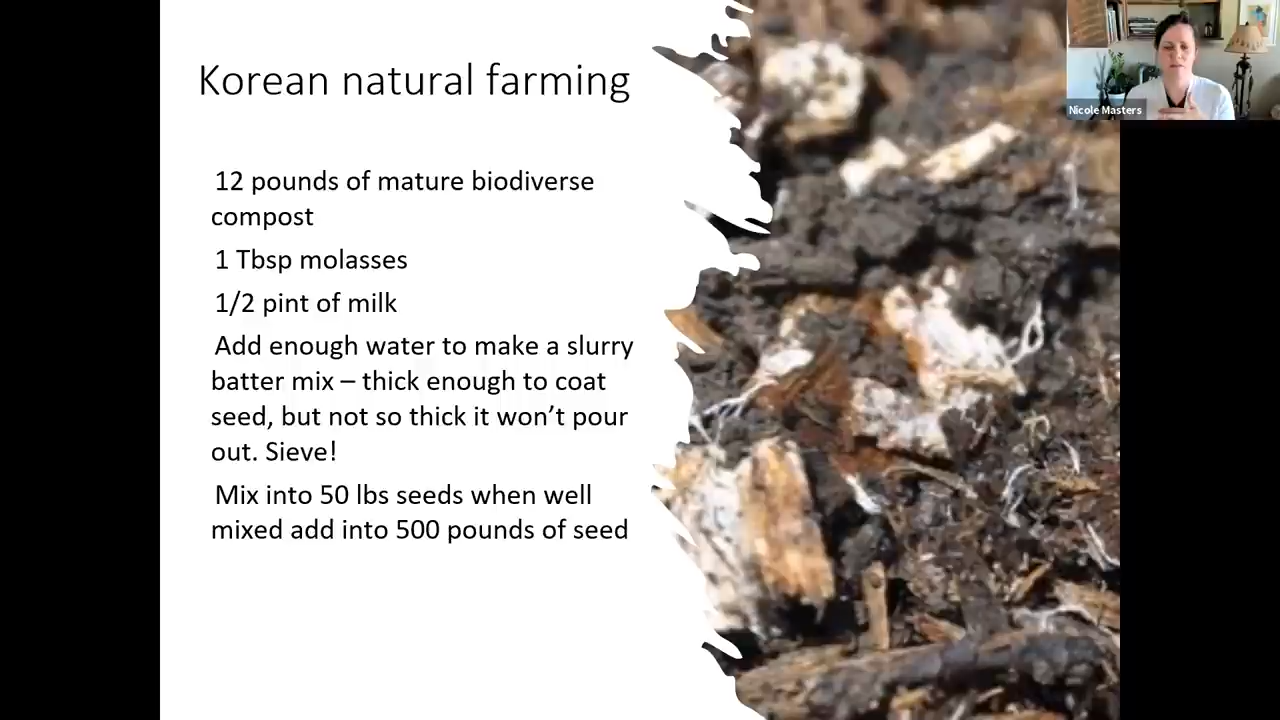 Korean natural farming
12 pounds of mature biodiverse
compost
1 Tbsp molasses
1/2 pint of milk
Add enough water to make a slurry
batter mix – thick enough to coat
seed, but not so thick it won’t pour
out. Sieve!
Mix into 50 lbs seeds when well
mixed add into 500 pounds of seed
Nicole Masters